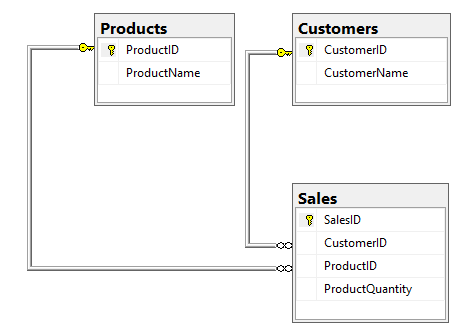 Products
ProductID
ProductName
Customers
CustomerID
CustomerName
Sales
SalesID
CustomerID
ProductID
ProductQuantity